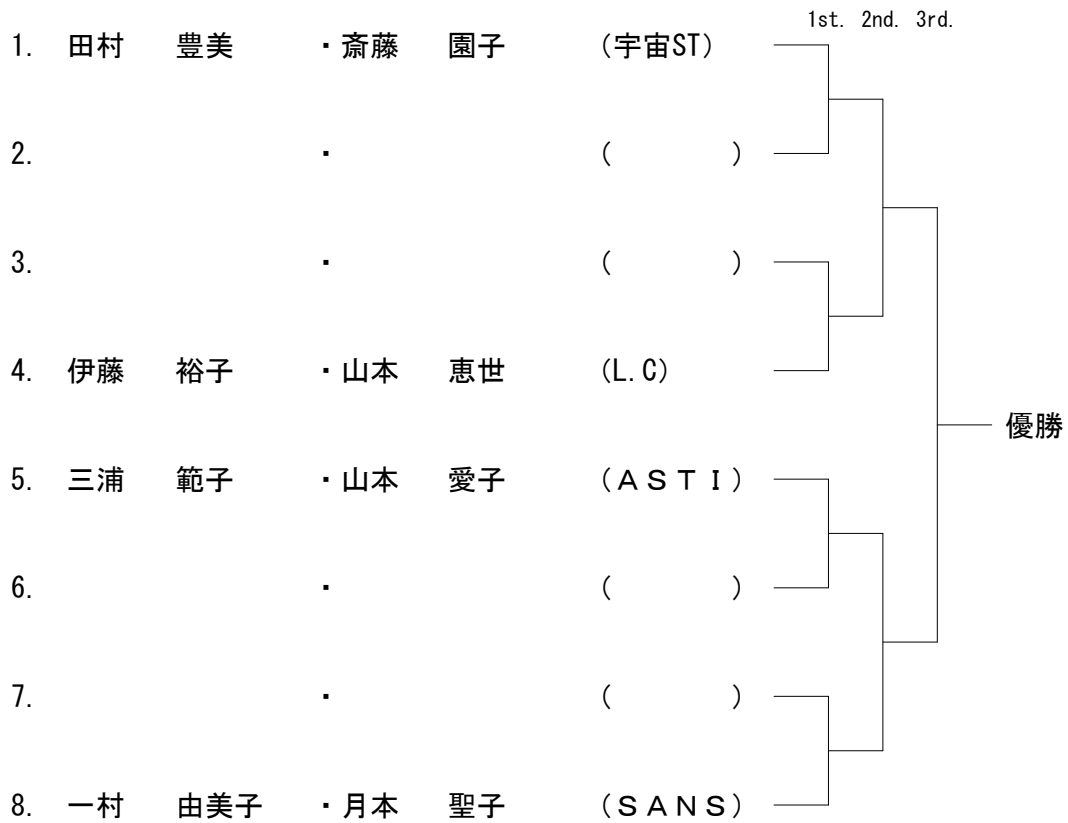 1st. 2nd. 3rd.
1. 田村 豊美 ・斎藤 園子 (宇宙ST)
2. ・ ( )
3. ・ ( )
4. 伊藤 裕子 ・山本 恵世 (L.C)
優勝
5. 三浦 範子 ・山本 愛子 (ASTI)
6. ・ ( )
7. ・ ( )
8. 一村 由美子 ・月本 聖子 (SANS)